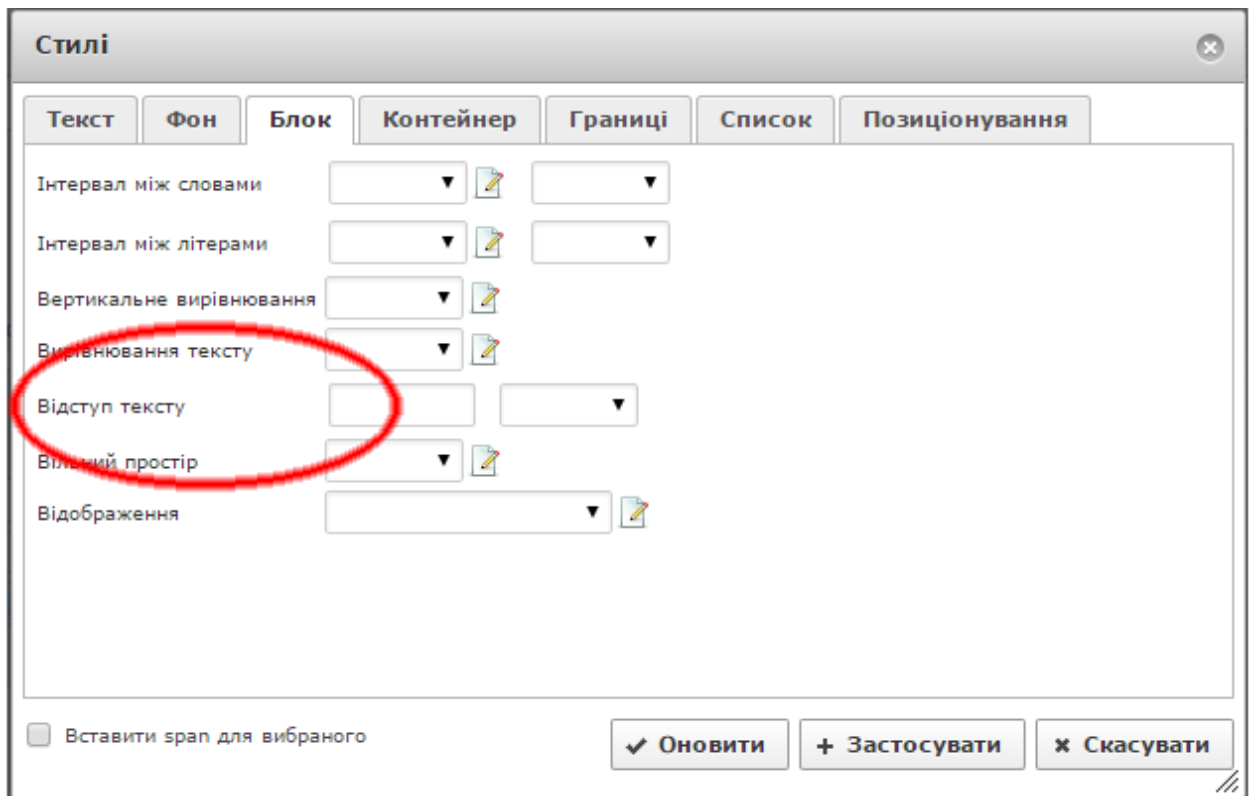 Стилі
Текст Фон Блок Контейнер Границі Список Позиціонування
Інтервал між словами
Інтервал між літерами
Вертикальне вирівнювання
Вирівнювання тексту
Відступ тексту
Вільний простір
Відображення
Вставити span для вибраного Оновити Застосувати Скасувати